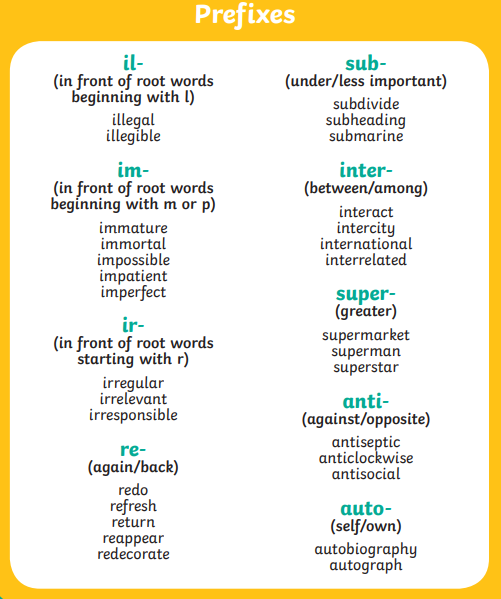 Prefixes
il-
(in front of root words
beginning with l)
illegal
illegible
im-
(in front of root words
beginning with m or p)
immature
immortal
impossible
impatient
imperfect
ir-
(in front of root words
starting with r)
irregular
irrelevant
irresponsible
re-
(again/back)
redo
refresh
return
reappear
redecorate
sub-
(under/less important)
subdivide
subheading
submarine
inter-
(between/among)
interact
intercity
international
interrelated
super-
(greater)
supermarket
superman
superstar
anti-
(against/opposite)
antiseptic
anticlockwise
antisocial
auto-
(self/own)
autobiography
autograph